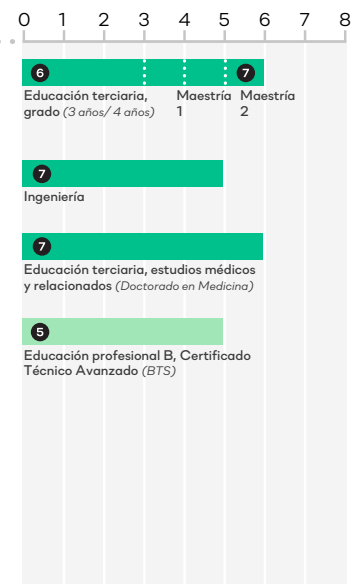 0 1 2 3 4 5 6 7 8
6 7
Educación terciaria, Maestría Maestría
grado (3 años/ 4 años) 1 2
7
Ingeniería
7
Educación terciaria, estudios médicos
y relacionados (Doctorado en Medicina)
5
Educación profesional B, Certificado
Técnico Avanzado (BTS)